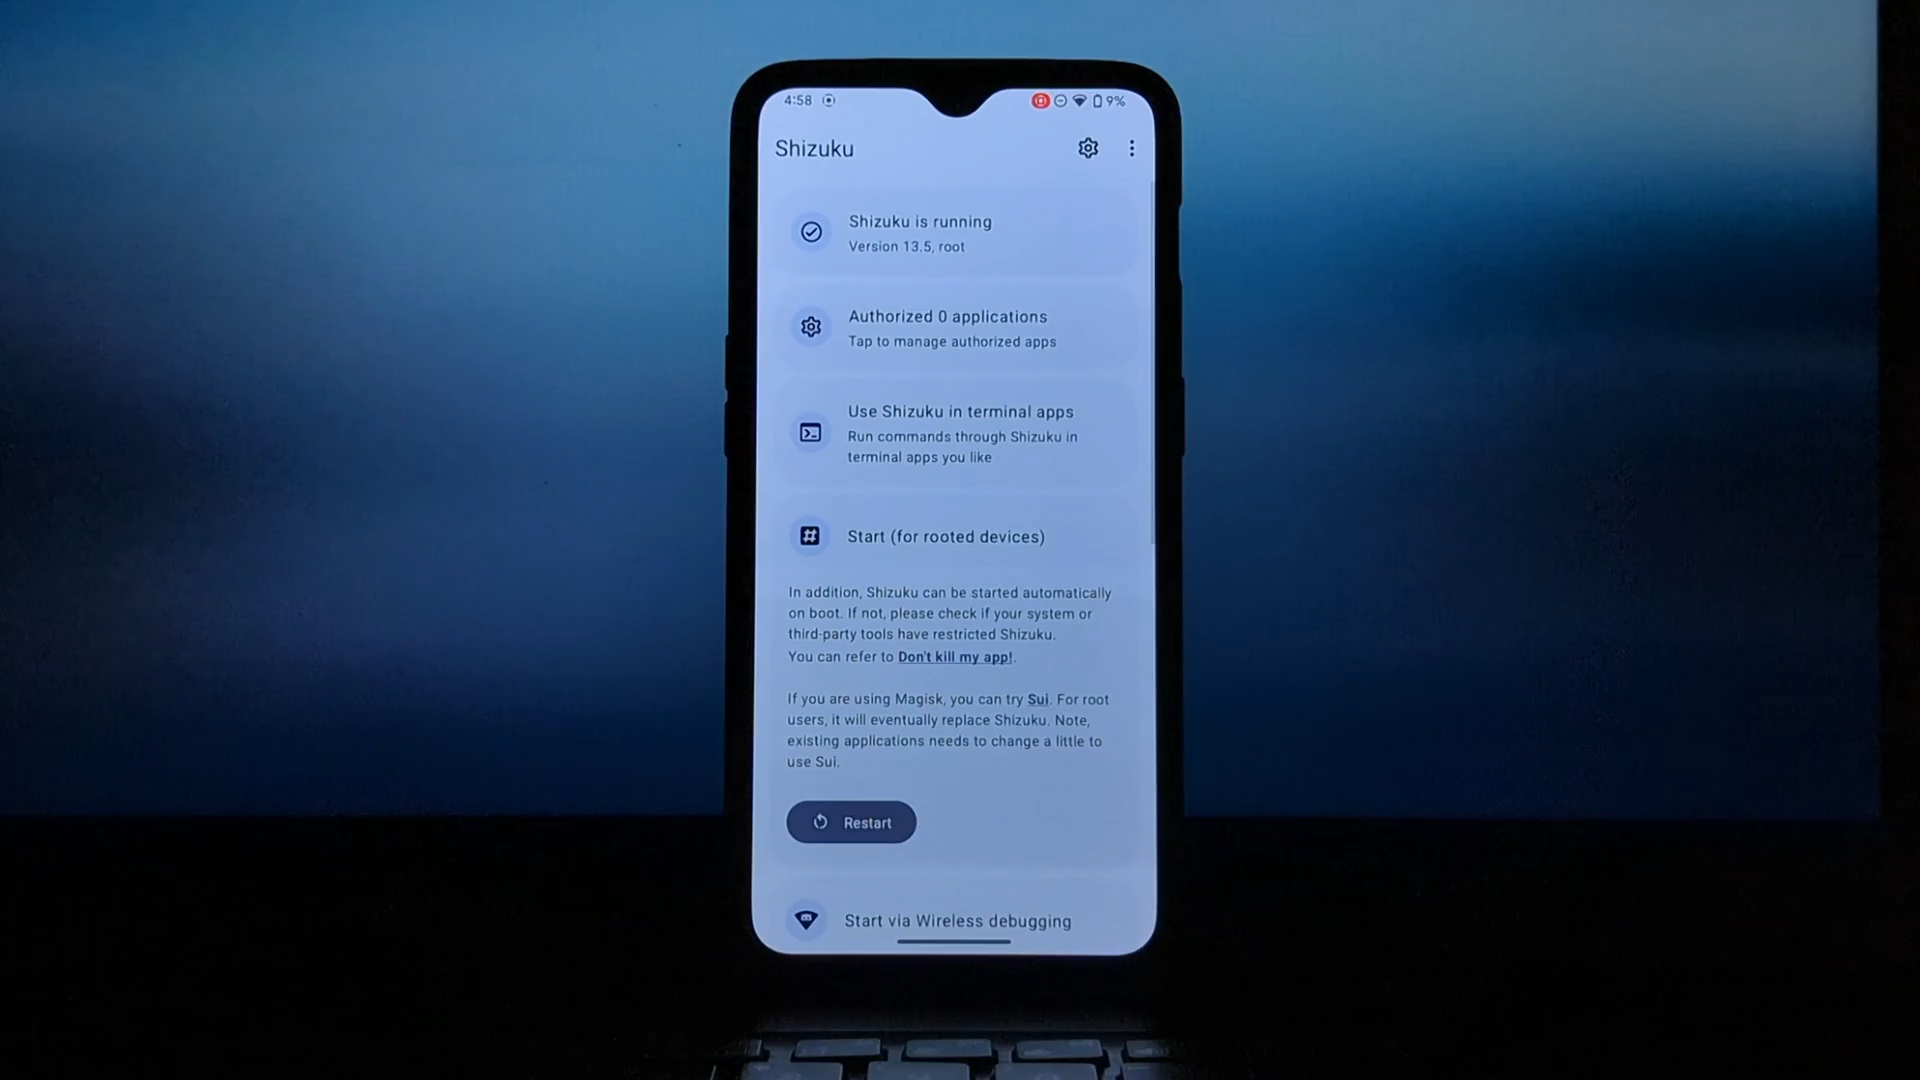 4:58
9%
Shizuku
Shizuku is running
Version 13.5, root
Authorized 0 applications
Tap to manage authorized apps
Use Shizuku in terminal apps
Run commands through Shizuku in
terminal apps you like
Start (for rooted devices)
In addition, Shizuku can be started automatically
on boot. If not, please check if your system or
third-party tools have restricted Shizuku.
You can refer to Don't kill my app!.
If you are using Magisk, you can try Sui. For root
users, it will eventually replace Shizuku. Note,
existing applications needs to change a little to
use Sui.
Restart
Start via Wireless debugging